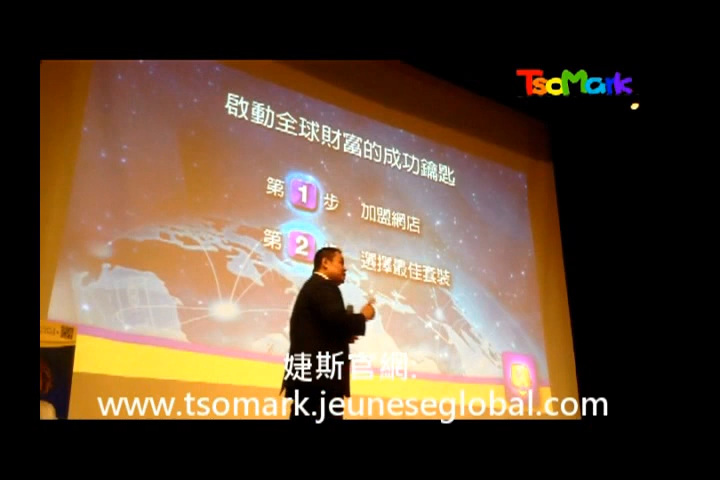 TsoMark
啟動全球財富的成功鑰匙
第 1 步 加盟網店
第 2 選擇最佳套裝
婕斯官網.
www.tsomark.jeuneseglobal.com